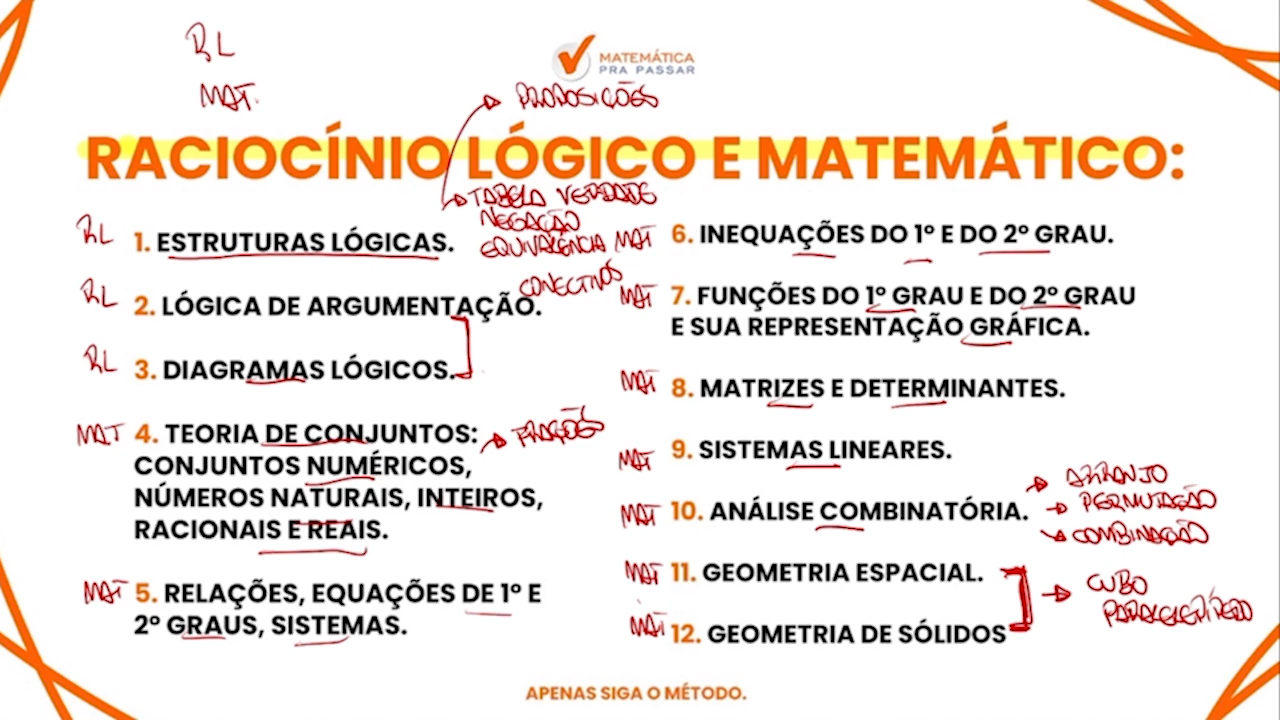 RL
MAT.
MATEMÁTICA
PRA PASSAR
PROPOSIÇÕES
RACIOCÍNIO LÓGICO E MATEMÁTICO:
TABELA VERDADE
NEGAÇÃO
EQUIVALÊNCIA
CONECTIVOS
RL 1. ESTRUTURAS LÓGICAS.
RL 2. LÓGICA DE ARGUMENTAÇÃO.
RL 3. DIAGRAMAS LÓGICOS.
MAT 4. TEORIA DE CONJUNTOS: FRAÇÕES
CONJUNTOS NUMÉRICOS,
NÚMEROS NATURAIS, INTEIROS,
RACIONAIS E REAIS.
MAT 5. RELAÇÕES, EQUAÇÕES DE 1º E
2º GRAUS, SISTEMAS.
MAT 6. INEQUAÇÕES DO 1º E DO 2º GRAU.
MAT 7. FUNÇÕES DO 1º GRAU E DO 2º GRAU
E SUA REPRESENTAÇÃO GRÁFICA.
MAT 8. MATRIZES E DETERMINANTES.
MAT 9. SISTEMAS LINEARES.
MAT 10. ANÁLISE COMBINATÓRIA.
ARRANJO
PERMUTAÇÃO
COMBINAÇÃO
MAT 11. GEOMETRIA ESPACIAL.
MAT 12. GEOMETRIA DE SÓLIDOS
CUBO
PARALELEPÍPEDO
APENAS SIGA O MÉTODO.